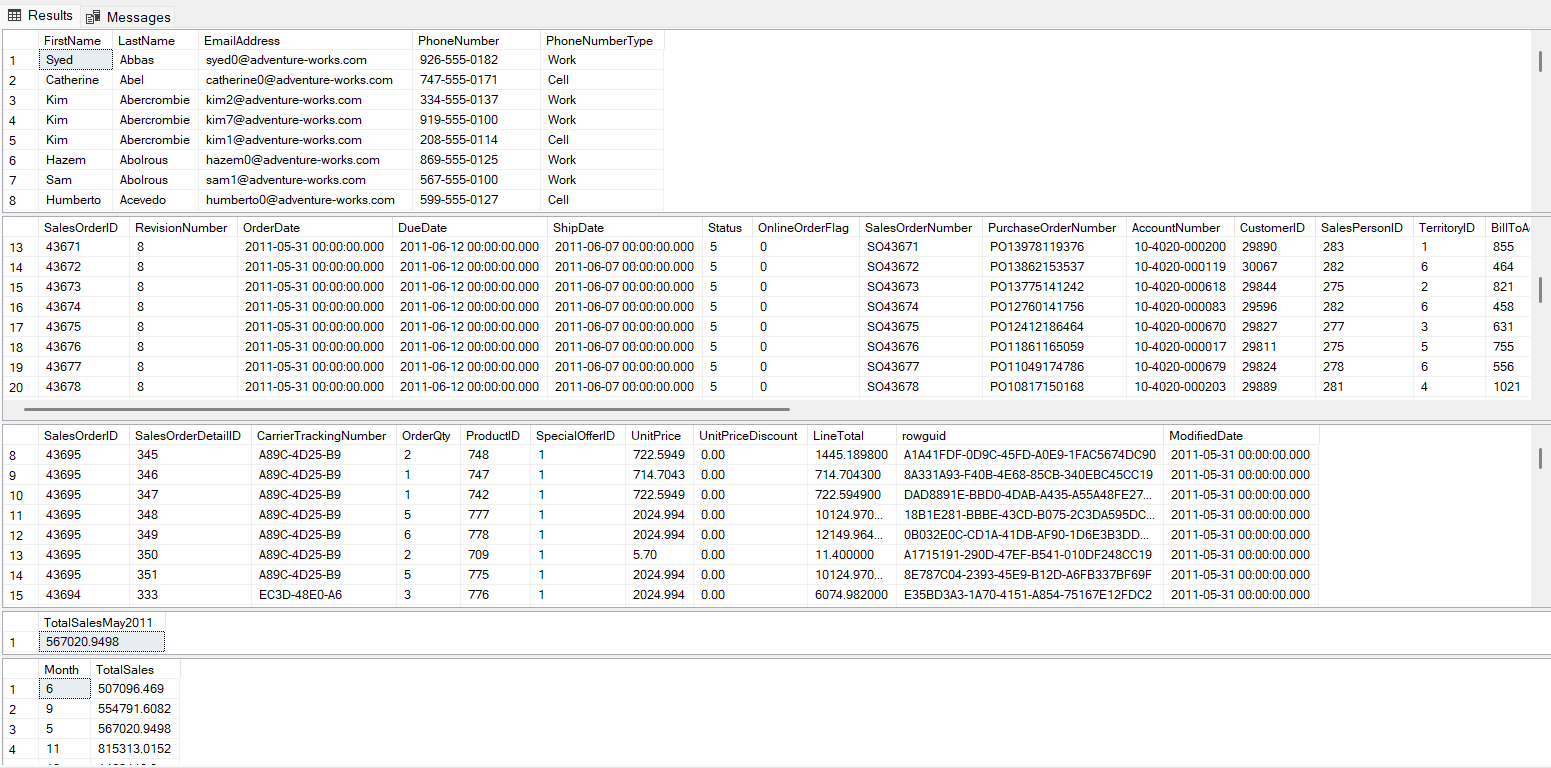 Results Messages
FirstName LastName EmailAddress PhoneNumber PhoneNumberType
1 Syed Abbas syed0@adventure-works.com 926-555-0182 Work
2 Catherine Abel catherine0@adventure-works.com 747-555-0171 Cell
3 Kim Abercrombie kim2@adventure-works.com 334-555-0137 Work
4 Kim Abercrombie kim7@adventure-works.com 919-555-0100 Work
5 Kim Abercrombie kim1@adventure-works.com 208-555-0114 Cell
6 Hazem Abolrous hazem0@adventure-works.com 869-555-0125 Work
7 Sam Abolrous sam1@adventure-works.com 567-555-0100 Work
8 Humberto Acevedo humberto0@adventure-works.com 599-555-0127 Cell
SalesOrderID RevisionNumber OrderDate DueDate ShipDate Status OnlineOrderFlag SalesOrderNumber PurchaseOrderNumber AccountNumber CustomerID SalesPersonID TerritoryID BillToA
13 43671 8 2011-05-31 00:00:00.000 2011-06-12 00:00:00.000 2011-06-07 00:00:00.000 5 0 SO43671 PO13978119376 10-4020-000200 29890 283 1 855
14 43672 8 2011-05-31 00:00:00.000 2011-06-12 00:00:00.000 2011-06-07 00:00:00.000 5 0 SO43672 PO13862153537 10-4020-000119 30067 282 6 464
15 43673 8 2011-05-31 00:00:00.000 2011-06-12 00:00:00.000 2011-06-07 00:00:00.000 5 0 SO43673 PO13775141242 10-4020-000618 29844 275 2 821
16 43674 8 2011-05-31 00:00:00.000 2011-06-12 00:00:00.000 2011-06-07 00:00:00.000 5 0 SO43674 PO12760141756 10-4020-000083 29596 282 6 458
17 43675 8 2011-05-31 00:00:00.000 2011-06-12 00:00:00.000 2011-06-07 00:00:00.000 5 0 SO43675 PO12412186464 10-4020-000670 29827 277 3 631
18 43676 8 2011-05-31 00:00:00.000 2011-06-12 00:00:00.000 2011-06-07 00:00:00.000 5 0 SO43676 PO11861165059 10-4020-000017 29811 275 5 755
19 43677 8 2011-05-31 00:00:00.000 2011-06-12 00:00:00.000 2011-06-07 00:00:00.000 5 0 SO43677 PO11049174786 10-4020-000679 29824 278 6 556
20 43678 8 2011-05-31 00:00:00.000 2011-06-12 00:00:00.000 2011-06-07 00:00:00.000 5 0 SO43678 PO10817150168 10-4020-000203 29889 281 4 1021
SalesOrderID SalesOrderDetailID CarrierTrackingNumber OrderQty ProductID SpecialOfferID UnitPrice UnitPriceDiscount LineTotal rowguid ModifiedDate
8 43695 345 A89C-4D25-B9 2 748 1 722.5949 0.00 1445.189800 A1A41FDF-0D9C-45FD-A0E9-1FAC5674DC90 2011-05-31 00:00:00.000
9 43695 346 A89C-4D25-B9 1 747 1 714.7043 0.00 714.704300 8A331A93-F40B-4E68-85CB-340EBC45CC19 2011-05-31 00:00:00.000
10 43695 347 A89C-4D25-B9 1 742 1 722.5949 0.00 722.594900 DAD8891E-BBD0-4DAB-A435-A55A48FE27... 2011-05-31 00:00:00.000
11 43695 348 A89C-4D25-B9 5 777 1 2024.994 0.00 10124.970... 18B1E281-BBBE-43CD-B075-2C3DA595DC... 2011-05-31 00:00:00.000
12 43695 349 A89C-4D25-B9 6 778 1 2024.994 0.00 12149.964... 0B032E0C-CD1A-41DB-AF90-1D6E3B3DD... 2011-05-31 00:00:00.000
13 43695 350 A89C-4D25-B9 2 709 1 5.70 0.00 11.400000 A1715191-290D-47EF-B541-010DF248CC19 2011-05-31 00:00:00.000
14 43695 351 A89C-4D25-B9 5 775 1 2024.994 0.00 10124.970... 8E787C04-2393-45E9-B12D-A6FB337BF69F 2011-05-31 00:00:00.000
15 43694 333 EC3D-48E0-A6 3 776 1 2024.994 0.00 6074.982000 E35BD3A3-1A70-4151-A854-75167E12FDC2 2011-05-31 00:00:00.000
TotalSalesMay2011
1 567020.9498
Month TotalSales
1 6 507096.469
2 9 554791.6082
3 5 567020.9498
4 11 815313.0152